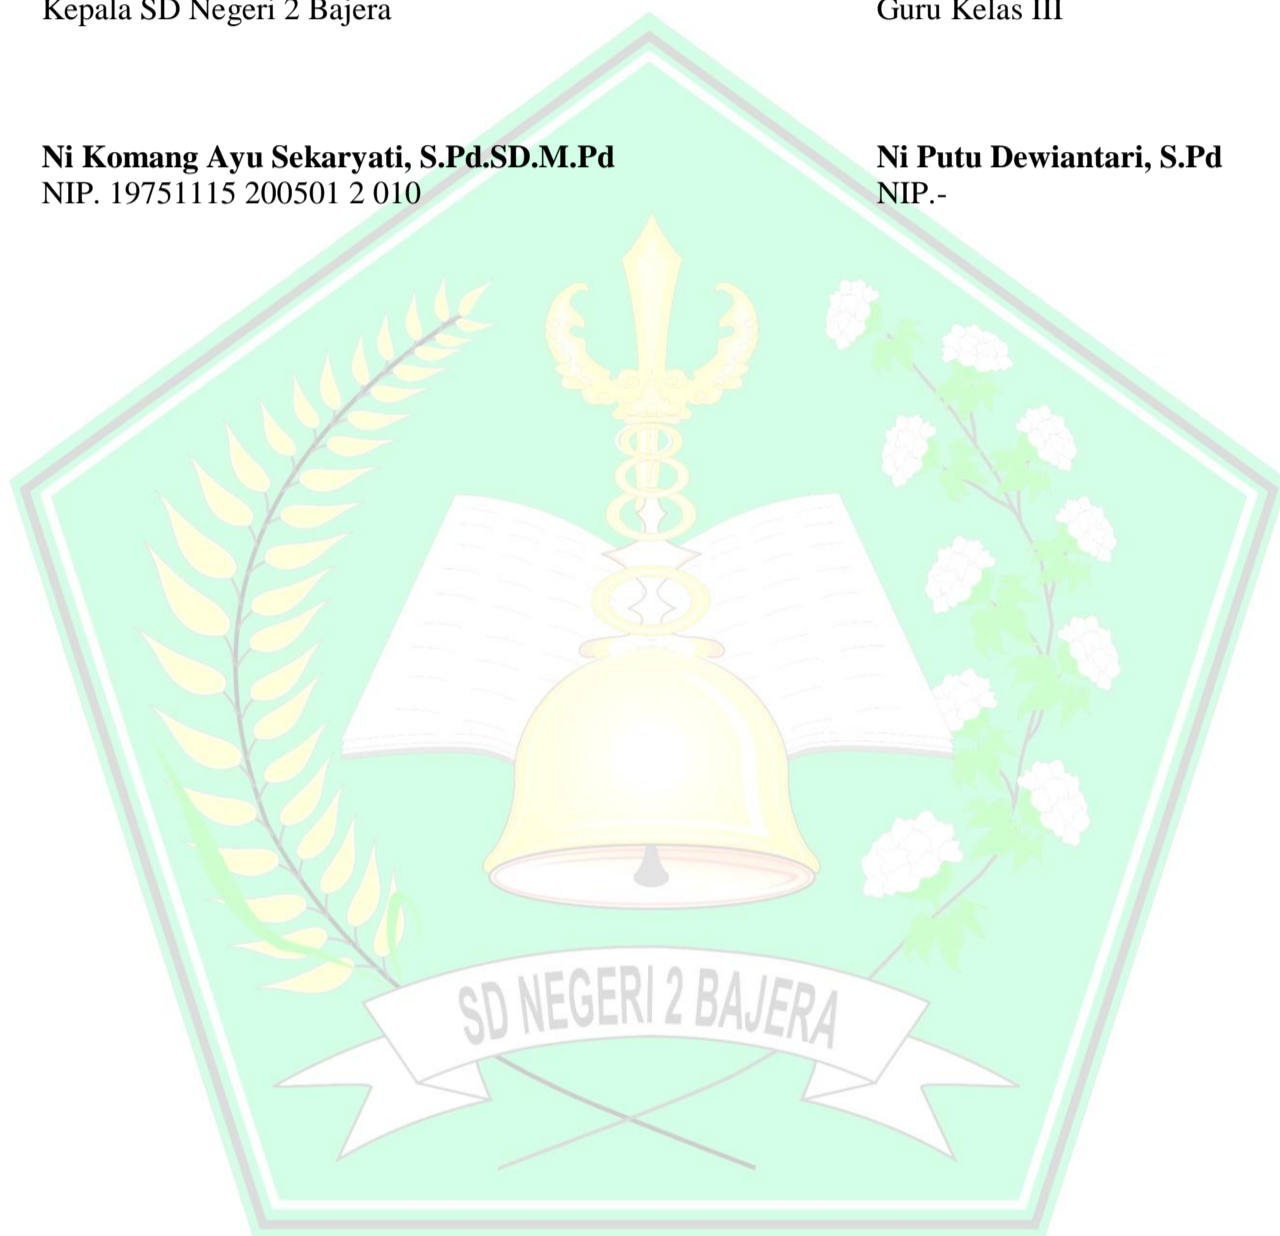 Kepala SD Negeri 2 Bajera
Guru Kelas III
Ni Komang Ayu Sekaryati, S.Pd.SD.M.Pd
Ni Putu Dewiantari, S.Pd
NIP. 19751115 200501 2 010
NIP.-
SD NEGERI 2 BAJERA